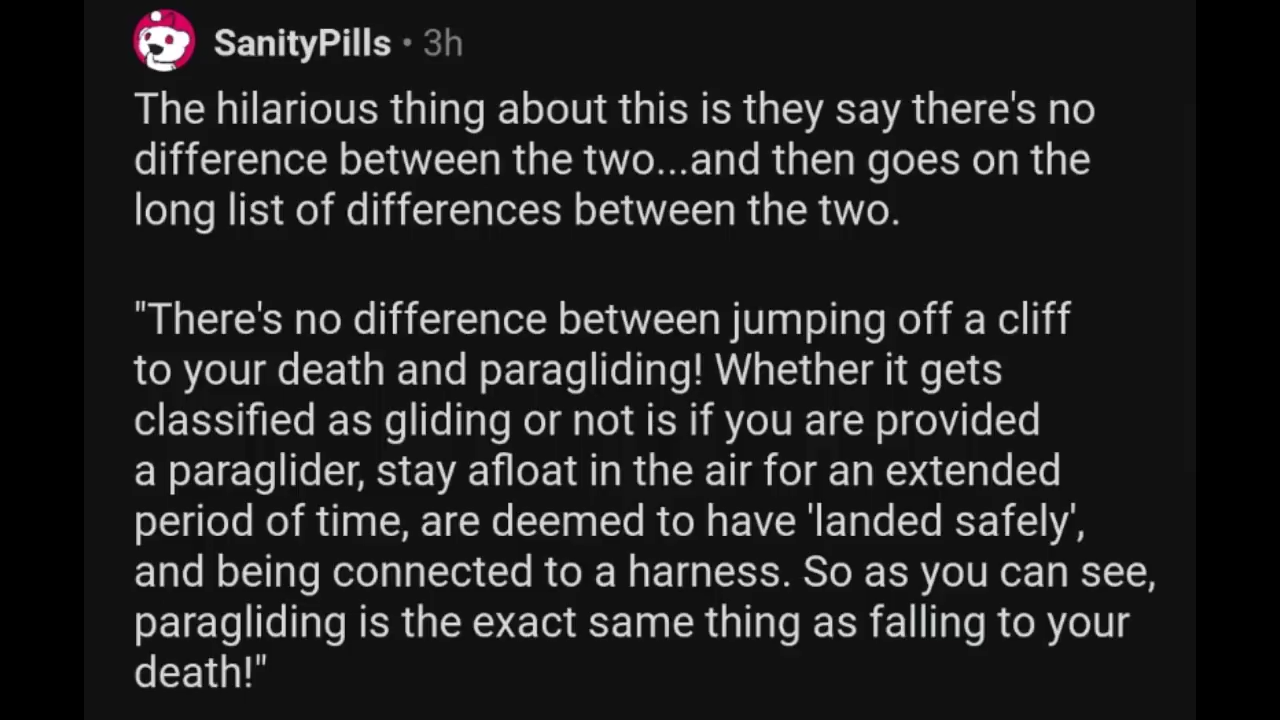 SanityPills · 3h
The hilarious thing about this is they say there's no
difference between the two...and then goes on the
long list of differences between the two.
"There's no difference between jumping off a cliff
to your death and paragliding! Whether it gets
classified as gliding or not is if you are provided
a paraglider, stay afloat in the air for an extended
period of time, are deemed to have 'landed safely',
and being connected to a harness. So as you can see,
paragliding is the exact same thing as falling to your
death!"